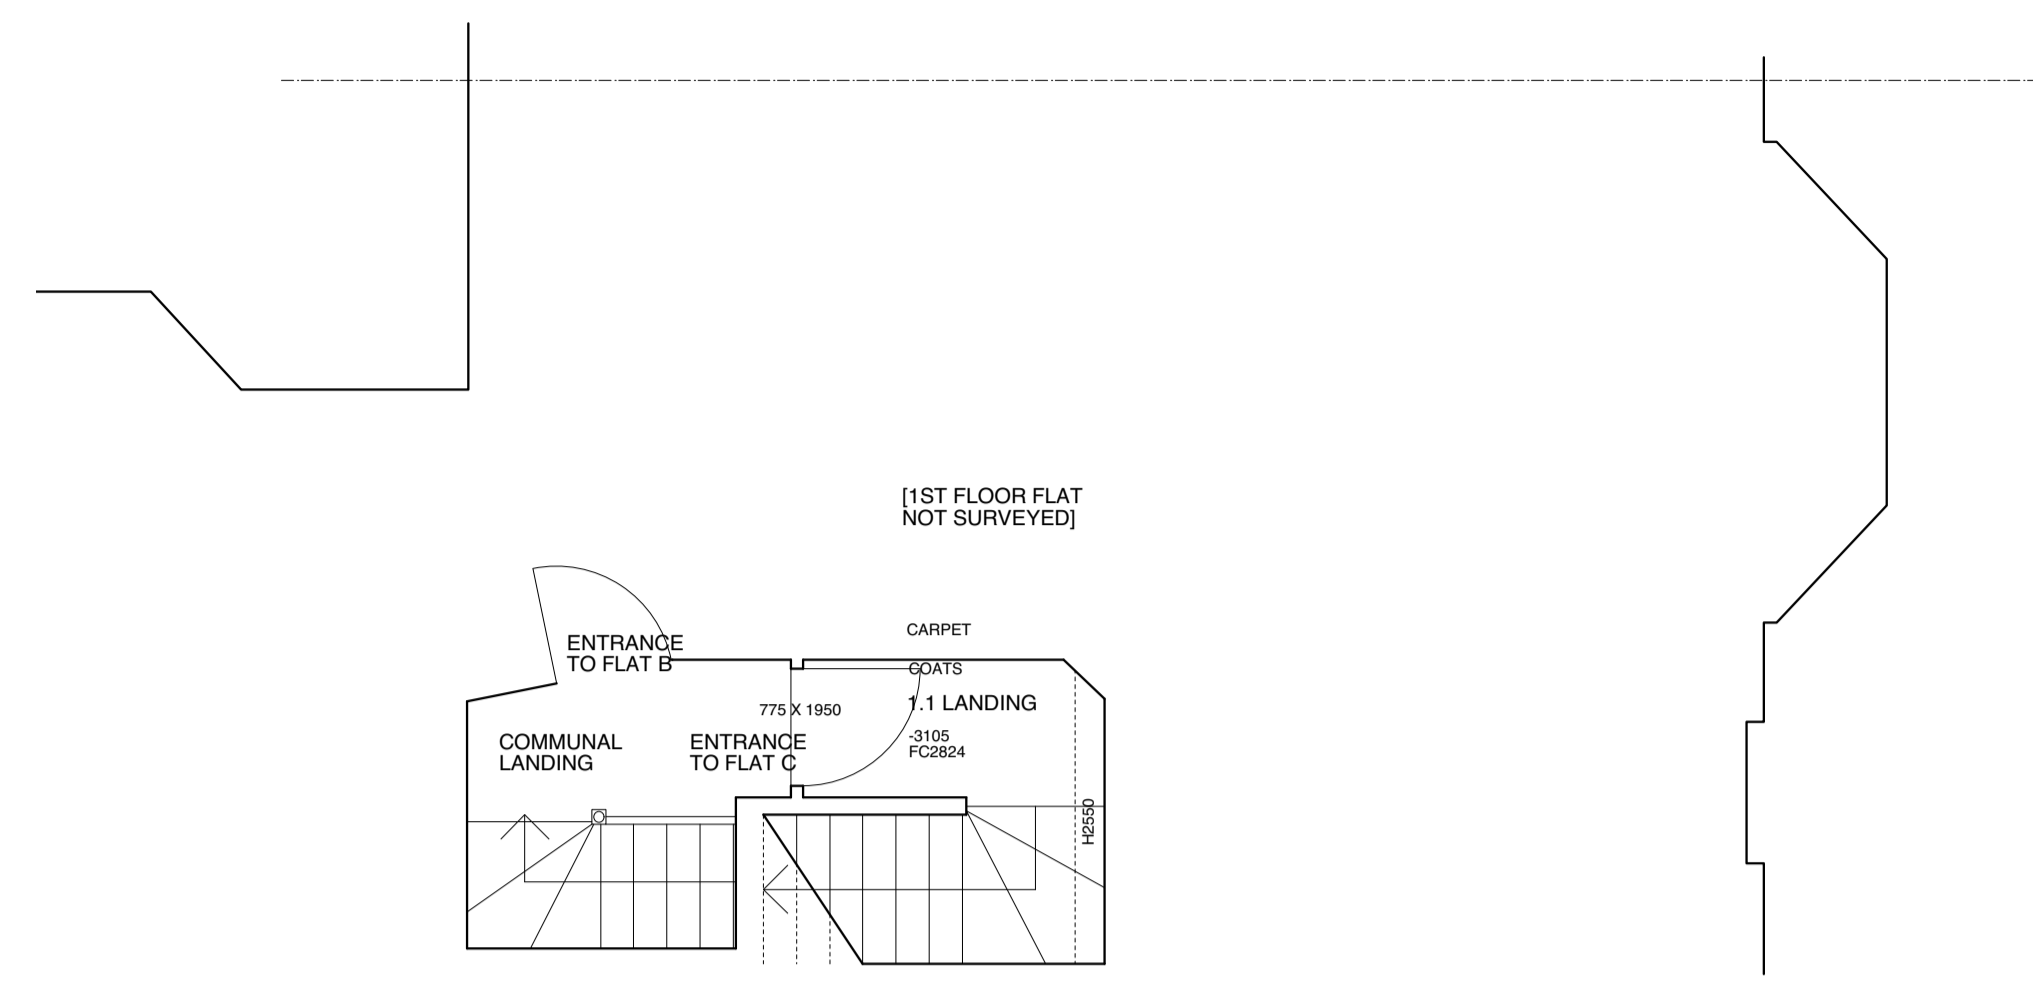 [1ST FLOOR FLAT
NOT SURVEYED]
CARPET
ENTRANCE
TO FLAT B
COATS
1.1 LANDING
775 X 1950
COMMUNAL
LANDING
ENTRANCE
TO FLAT C
-3105
FC2824
H2550